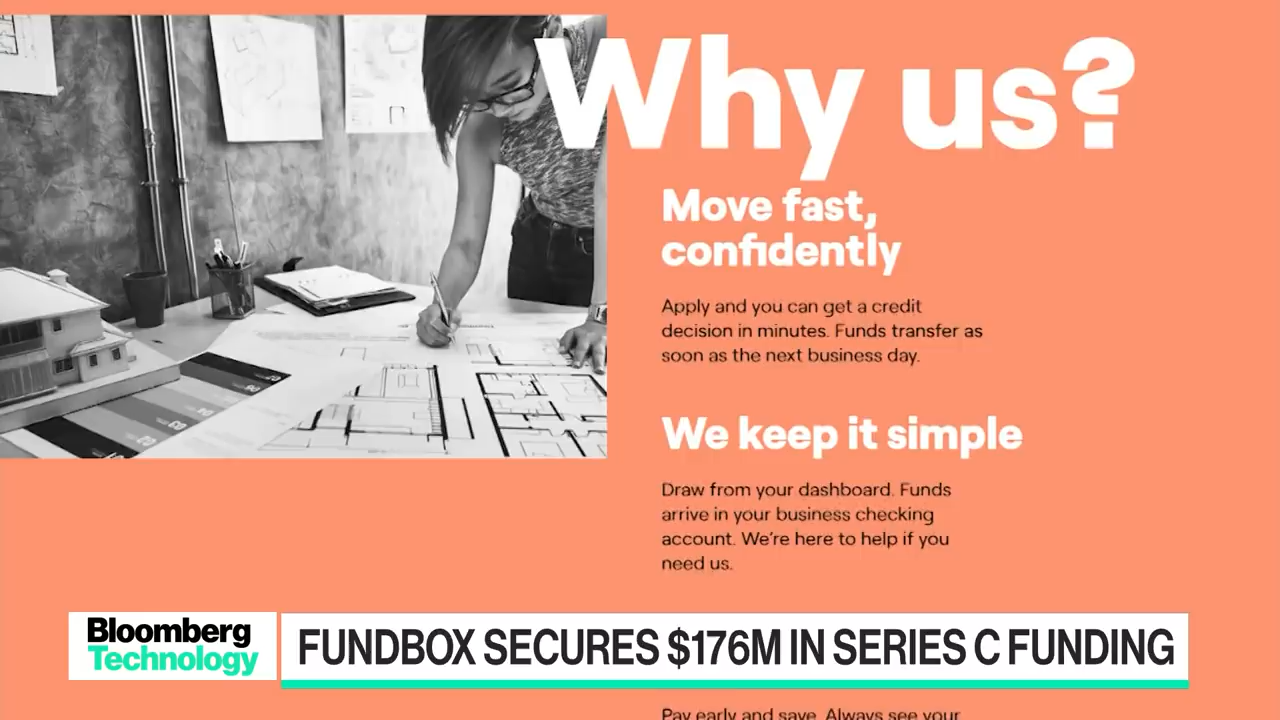 Why us?
Move fast,
confidently
Apply and you can get a credit
decision in minutes. Funds transfer as
soon as the next business day.
We keep it simple
Draw from your dashboard. Funds
arrive in your business checking
account. We're here to help if you
need us.
Bloomberg
Technology
FUNDBOX SECURES $176M IN SERIES C FUNDING
Pay early and save. Always see your